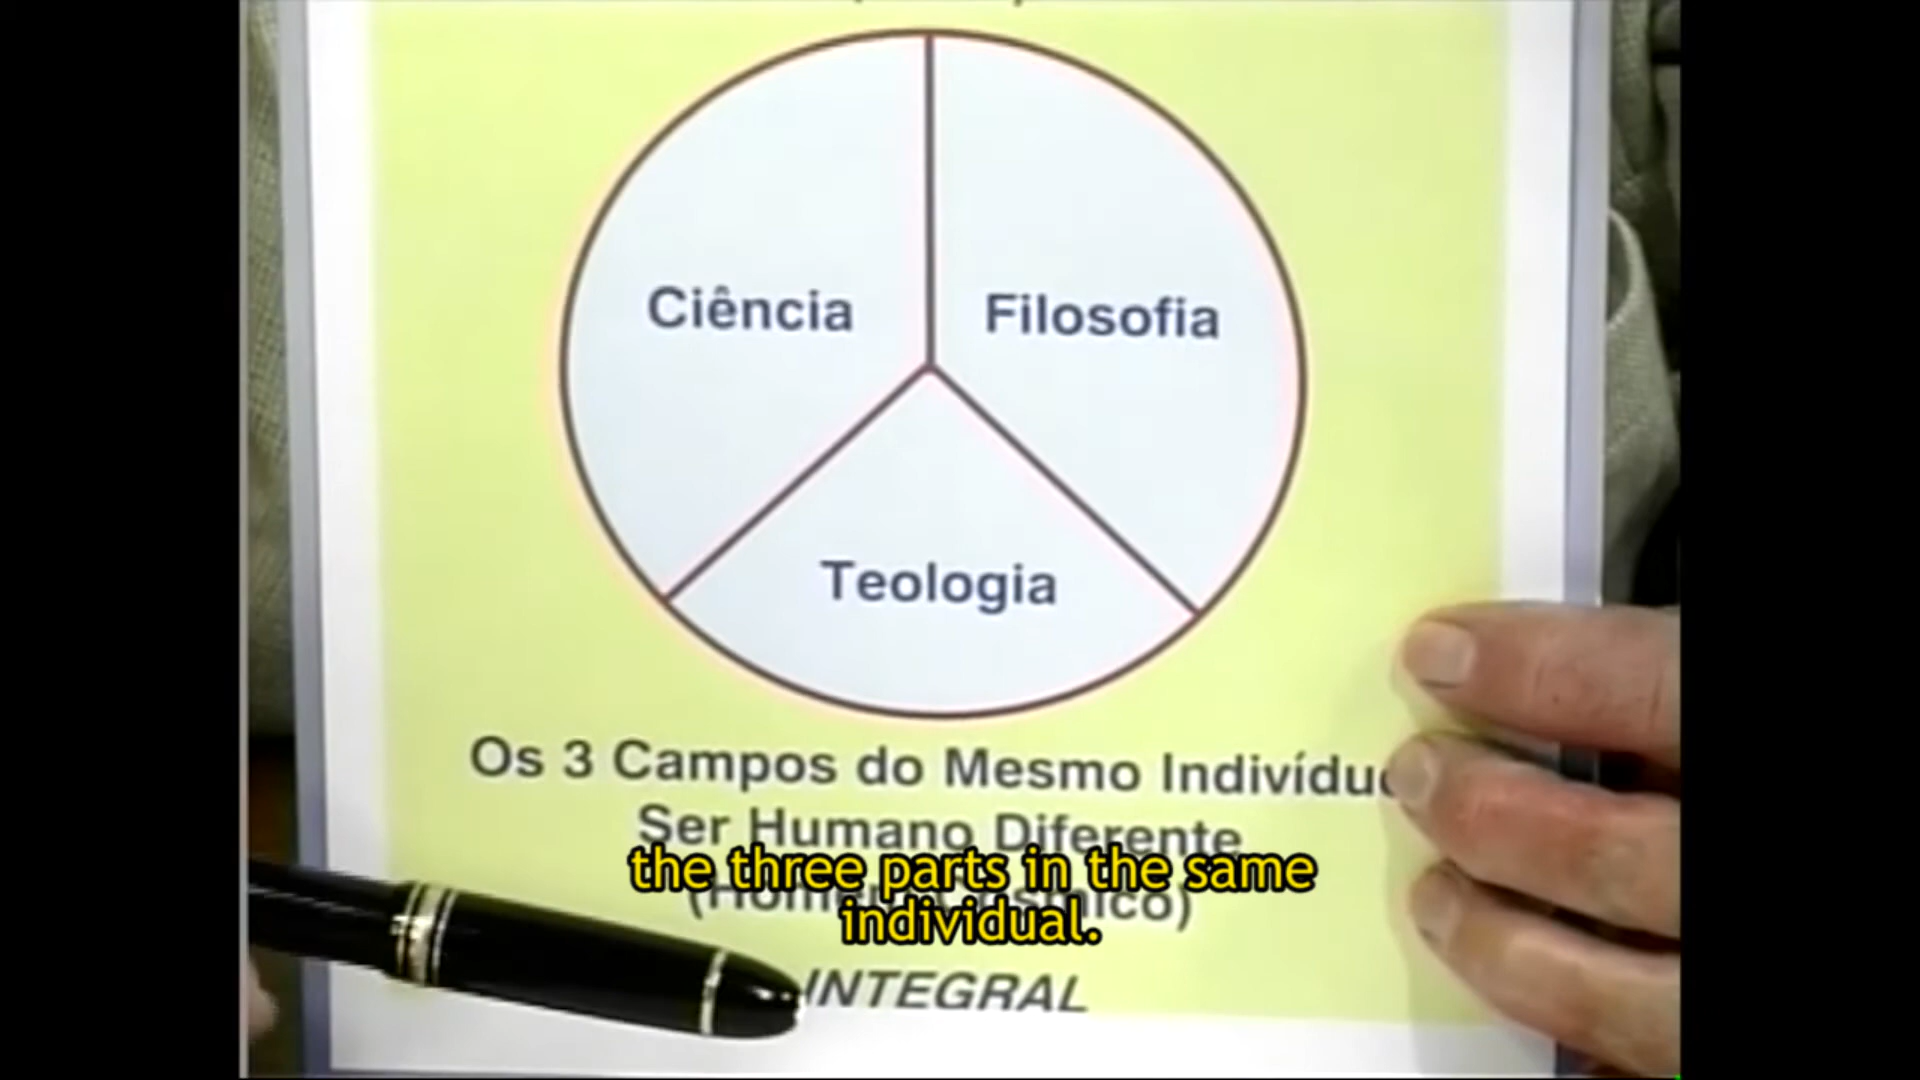 Ciência
Filosofia
Teologia
Os 3 Campos do Mesmo
Ser Humano Diferente
the three parts in the same
individual.
INTEGRAL